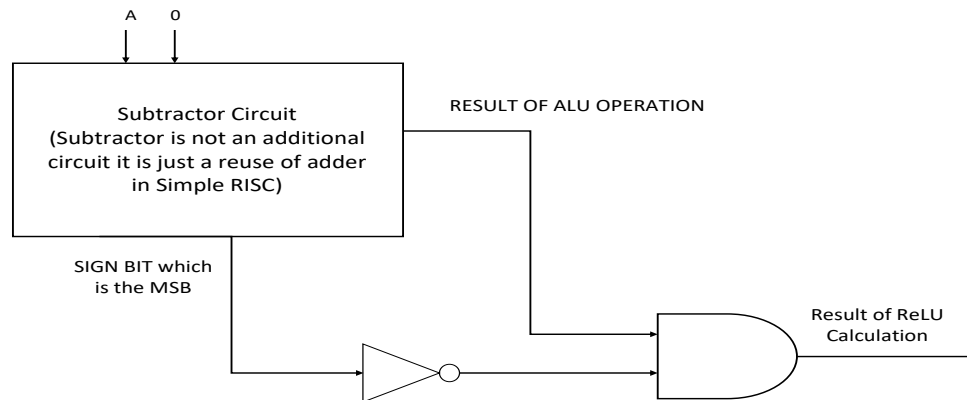 A 0
Subtractor Circuit
(Subtractor is not an additional
circuit it is just a reuse of adder
in Simple RISC)
RESULT OF ALU OPERATION
SIGN BIT which
is the MSB
Result of ReLU
Calculation